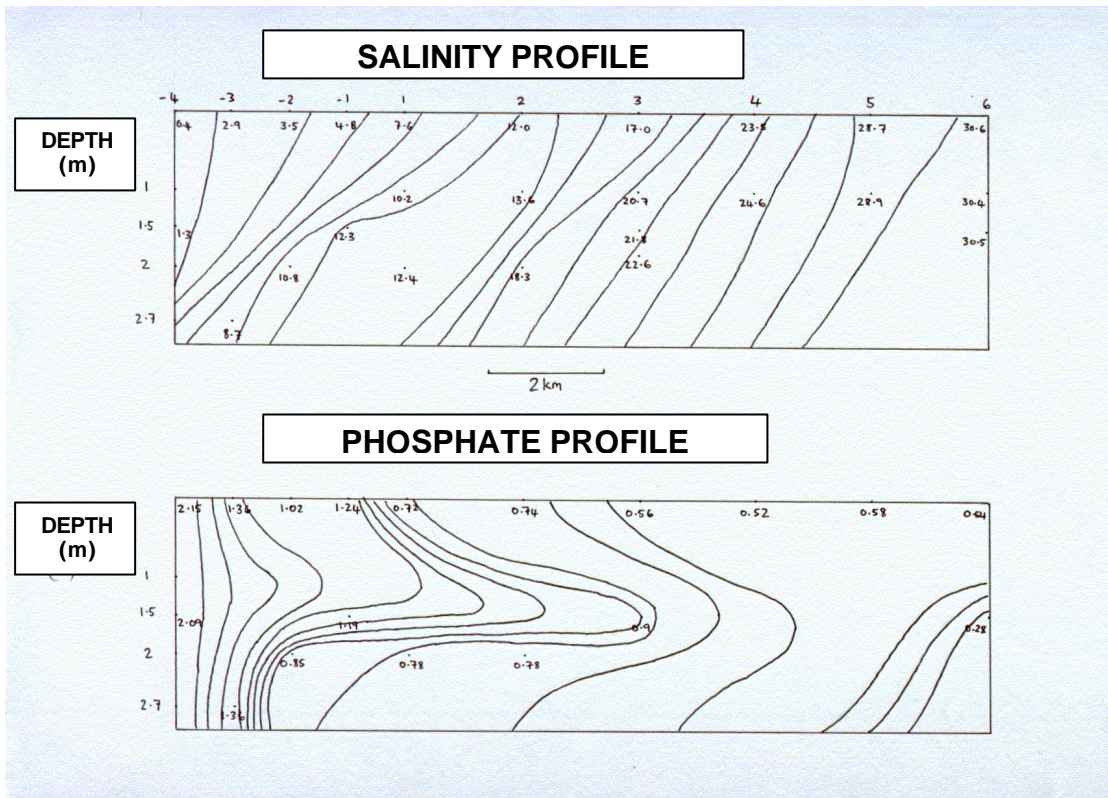 SALINITY PROFILE
-4 -3 -2 -1 1 2 3 4 5 6
DEPTH
(m)
0.4 2.9 3.5 4.8 7.6 12.0 17.0 23.5 28.7 30.6
1
10.2 13.6 20.7 24.6 28.9 30.4
1.5
1.3 12.3 21.8 30.5
2
10.8 12.4 18.3 22.6
2.7
8.7
2 km
PHOSPHATE PROFILE
DEPTH
(m)
2.15 1.36 1.02 1.24 0.72 0.74 0.56 0.52 0.58
1
1.5
2.09 1.19 0.9 0.28
2
0.85 0.78 0.78
2.7
1.36